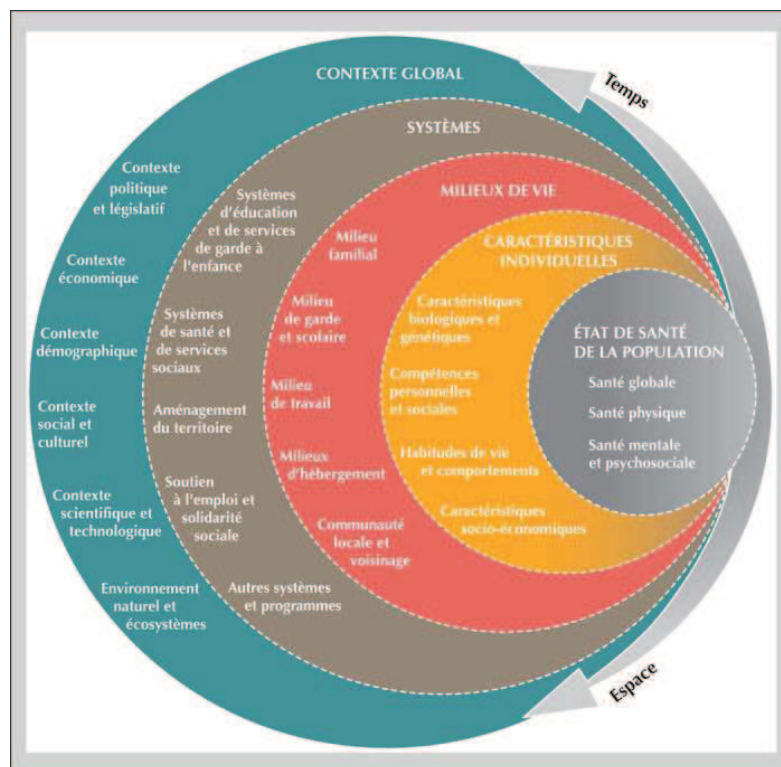 CONTEXTE GLOBAL
Temps
SYSTÈMES
Contexte
politique
et législatif
Systèmes
d'éducation
et de services
de garde à
l'enfance
MILIEUX DE VIE
Milieu
familial
CARACTÉRISTIQUES
INDIVIDUELLES
Contexte
économique
Milieu
de garde
et scolaire
Caractéristiques
biologiques et
génétiques
Systèmes
de santé et
de services
sociaux
Contexte
démographique
ÉTAT DE SANTÉ
DE LA POPULATION
Santé globale
Santé physique
Santé mentale
et psychosociale
Compétences
personnelles
et sociales
Milieu
de travail
Aménagement
du territoire
Contexte
social et
culturel
Habitudes de vie
et comportements
Milieux
d'hébergement
Soutien
à l'emploi et
solidarité
sociale
Contexte
scientifique et
technologique
Caractéristiques
socio-économiques
Communauté
locale et
voisinage
Autres systèmes
et programmes
Environnement
naturel et
écosystèmes
Espace